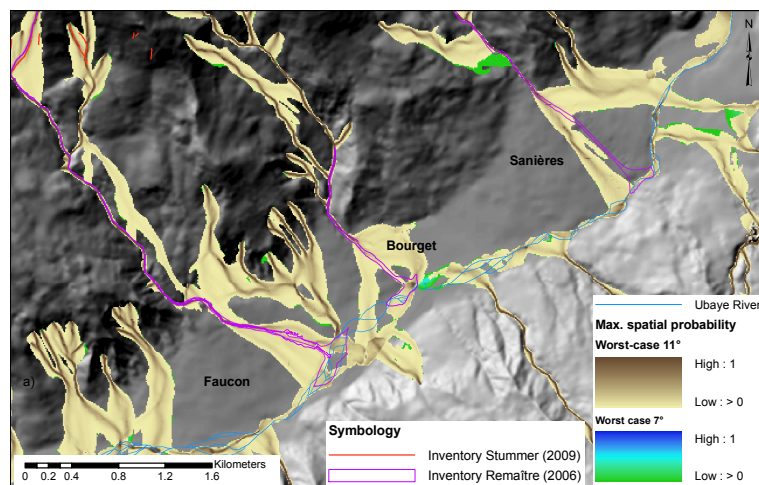 N
Sanières
Bourget
Faucon
a)
Ubaye River
Max. spatial probability
Worst-case 11°
High : 1
Low : > 0
Worst case 7°
High : 1
Low : > 0
Symbology
Inventory Stummer (2009)
Inventory Remaître (2006)
Kilometers
0 0.2 0.4 0.8 1.2 1.6